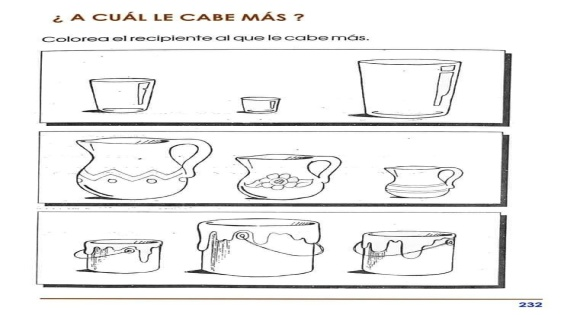 ¿ A CUÁL LE CABE MÁS ?
Colorea el recipiente al que le cabe más.
232